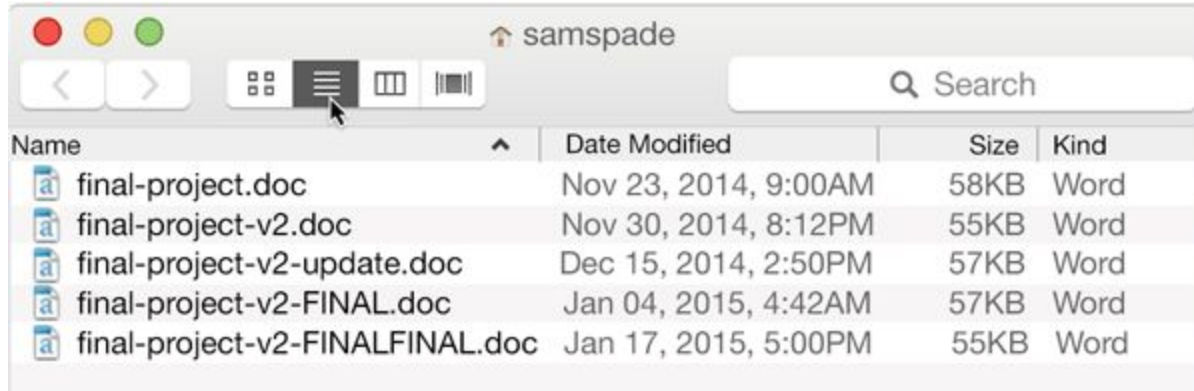 samspade
Search
Name Date Modified Size Kind
final-project.doc Nov 23, 2014, 9:00AM 58KB Word
final-project-v2.doc Nov 30, 2014, 8:12PM 55KB Word
final-project-v2-update.doc Dec 15, 2014, 2:50PM 57KB Word
final-project-v2-FINAL.doc Jan 04, 2015, 4:42AM 57KB Word
final-project-v2-FINALFINAL.doc Jan 17, 2015, 5:00PM 55KB Word